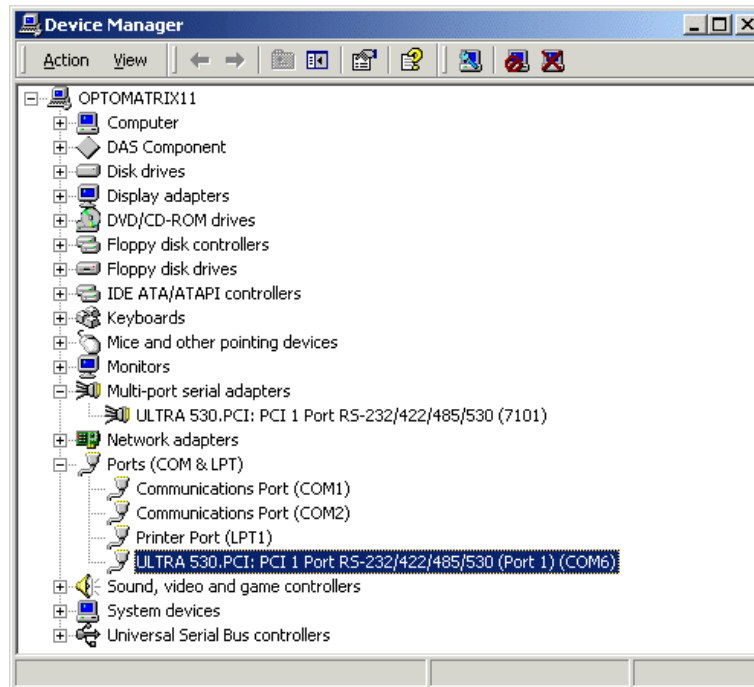 Device Manager
Action View
OPTOMATRIX11
Computer
DAS Component
Disk drives
Display adapters
DVD/CD-ROM drives
Floppy disk controllers
Floppy disk drives
IDE ATA/ATAPI controllers
Keyboards
Mice and other pointing devices
Monitors
Multi-port serial adapters
ULTRA 530.PCI: PCI 1 Port RS-232/422/485/530 (7101)
Network adapters
Ports (COM & LPT)
Communications Port (COM1)
Communications Port (COM2)
Printer Port (LPT1)
ULTRA 530.PCI: PCI 1 Port RS-232/422/485/530 (Port 1) (COM6)
Sound, video and game controllers
System devices
Universal Serial Bus controllers